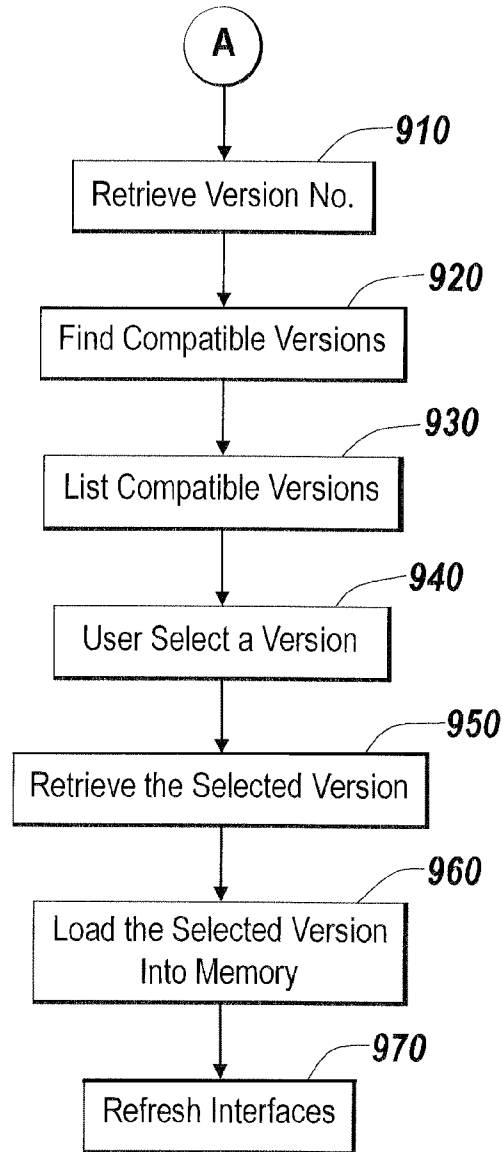 A
910
Retrieve Version No.
920
Find Compatible Versions
930
List Compatible Versions
940
User Select a Version
950
Retrieve the Selected Version
960
Load the Selected Version
Into Memory
970
Refresh Interfaces